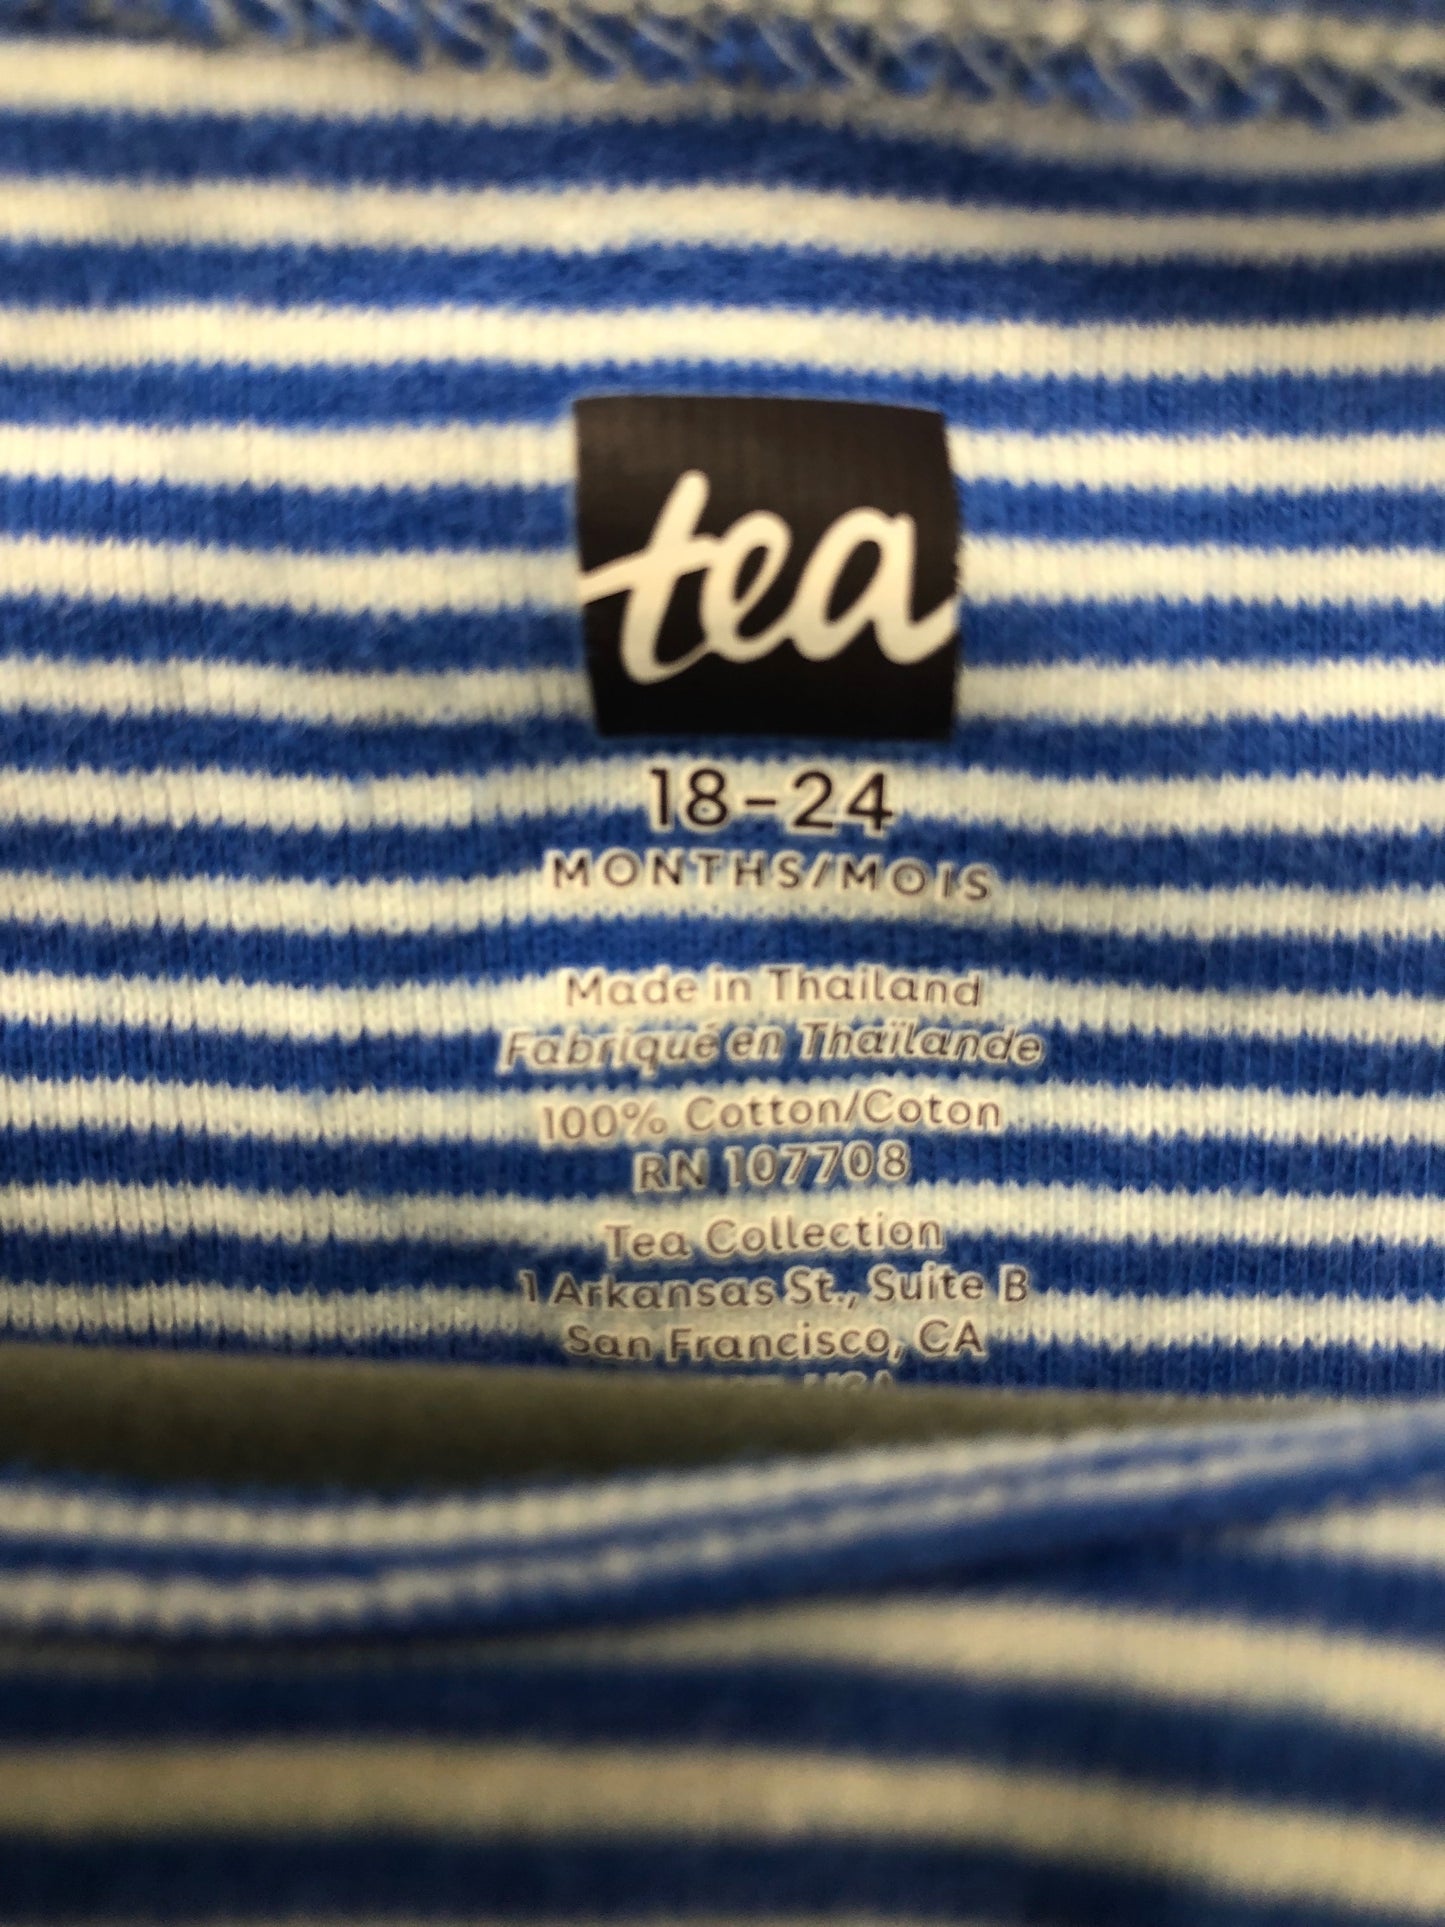 tea
18-24
MONTHS/MOIS
Made in Thailand
Fabriqué en Thaïlande
100% Cotton/Coton
RN 107708
Tea Collection
1 Arkansas St., Suite B
San Francisco, CA
USA